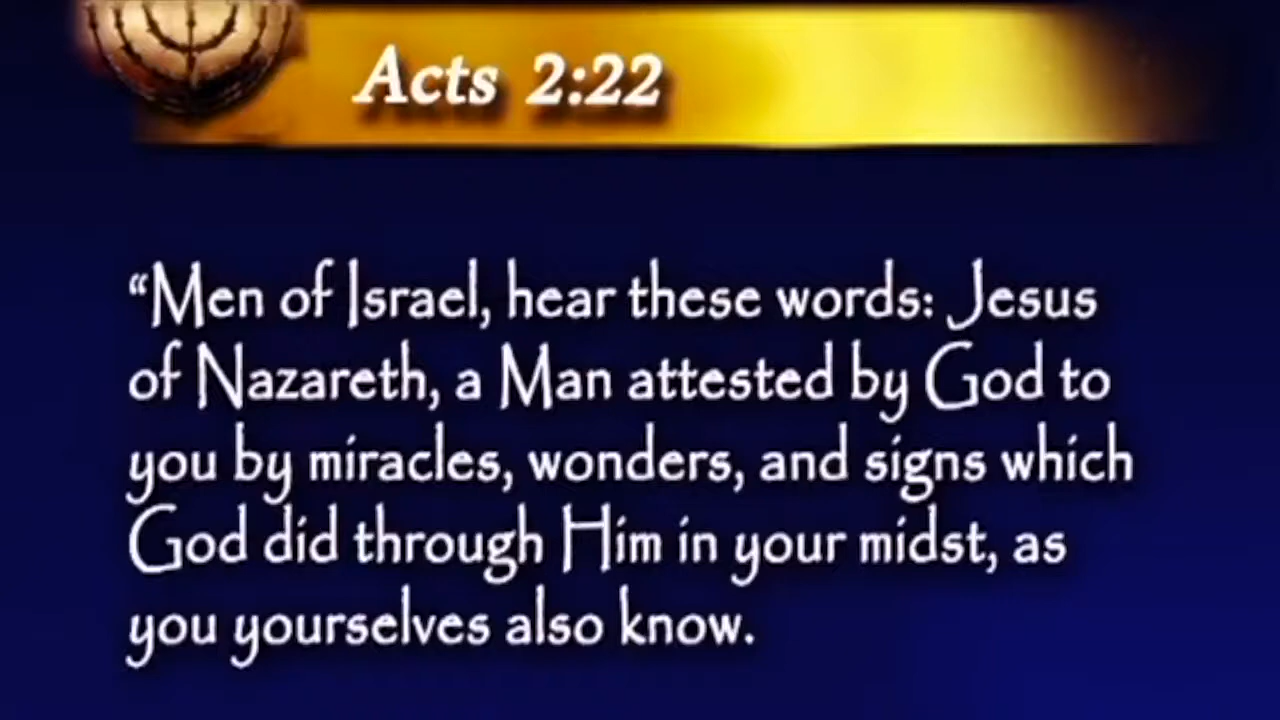 Acts 2:22
“Men of Israel, hear these words: Jesus
of Nazareth, a Man attested by God to
you by miracles, wonders, and signs which
God did through Him in your midst, as
you yourselves also know.